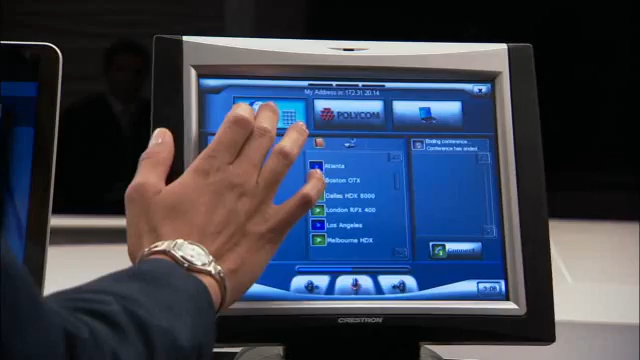 My Address is: 172.31.20.14
POLYCOM
Ending conference...
Conference has ended.
Atlanta
Boston OTX
Dallas HDX 8000
London RPX 400
Los Angeles
Melbourne HDX
Connect
CRESTRON